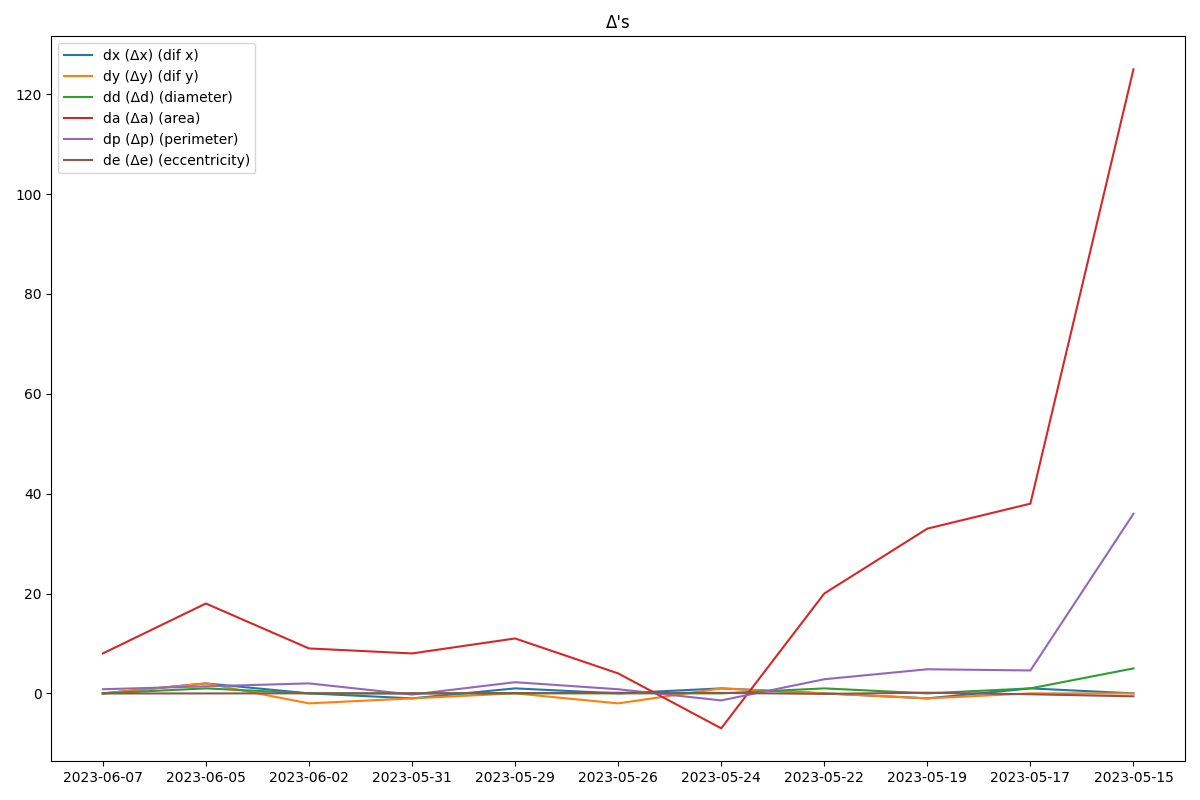 Δ's
dx (Δx) (dif x)
dy (Δy) (dif y)
dd (Δd) (diameter)
da (Δa) (area)
dp (Δp) (perimeter)
de (Δe) (eccentricity)
120
100
80
60
40
20
0
2023-06-07 2023-06-05 2023-06-02 2023-05-31 2023-05-29 2023-05-26 2023-05-24 2023-05-22 2023-05-19 2023-05-17 2023-05-15